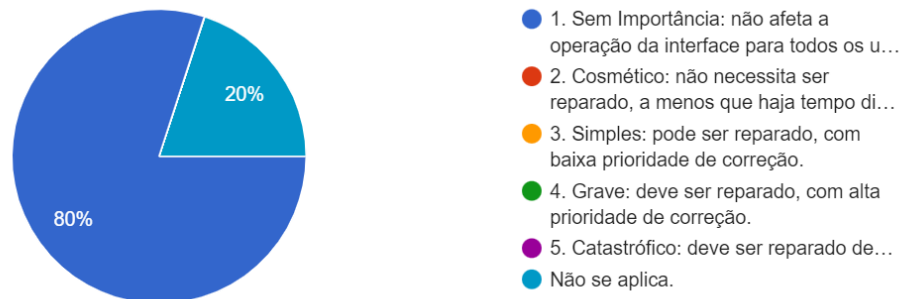 20%
80%
1. Sem Importância: não afeta a
operação da interface para todos os u…
2. Cosmético: não necessita ser
reparado, a menos que haja tempo di…
3. Simples: pode ser reparado, com
baixa prioridade de correção.
4. Grave: deve ser reparado, com alta
prioridade de correção.
5. Catastrófico: deve ser reparado de…
Não se aplica.